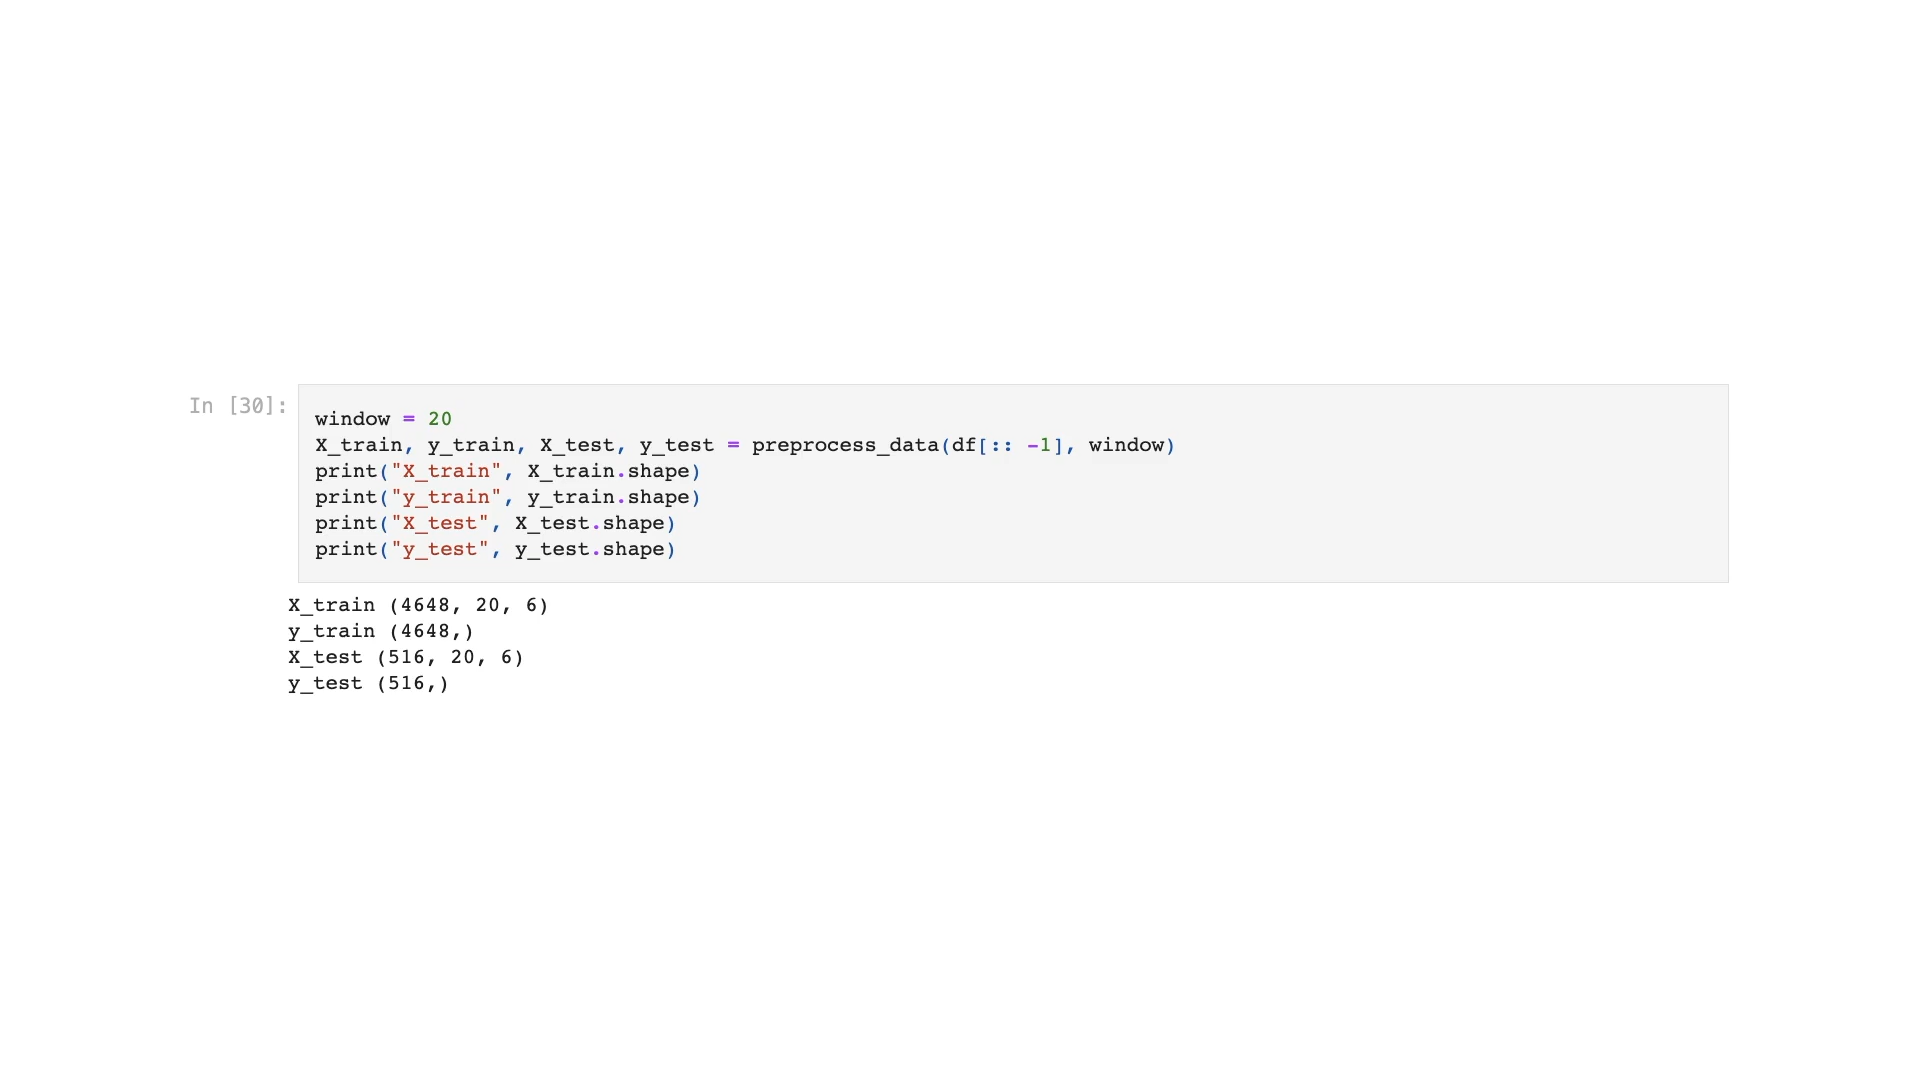 In [30]:
window = 20
X_train, y_train, X_test, y_test = preprocess_data(df[:: -1], window)
print("X_train", X_train.shape)
print("y_train", y_train.shape)
print("X_test", X_test.shape)
print("y_test", y_test.shape)
X_train (4648, 20, 6)
y_train (4648,)
X_test (516, 20, 6)
y_test (516,)